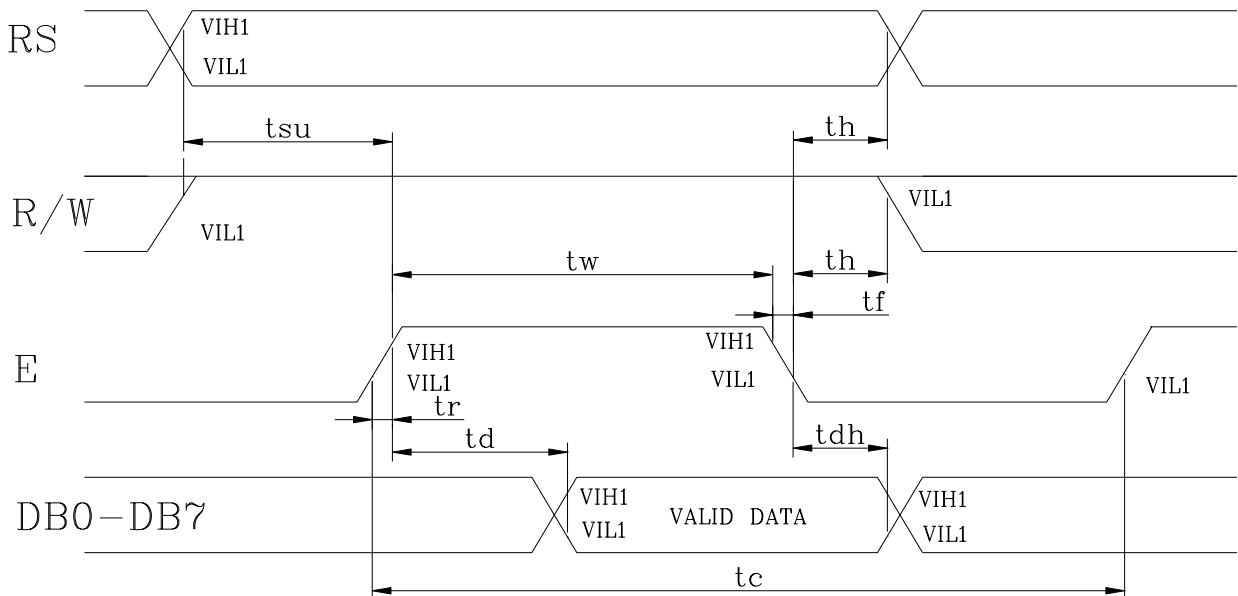 RS
VIH1
VIL1
tsu
th
R/W
VIL1
VIL1
tw
th
tf
E
VIH1
VIL1
VIH1
VIL1
VIL1
tr
td
tdh
DB0-DB7
VIH1
VIL1
VALID DATA
VIH1
VIL1
tc